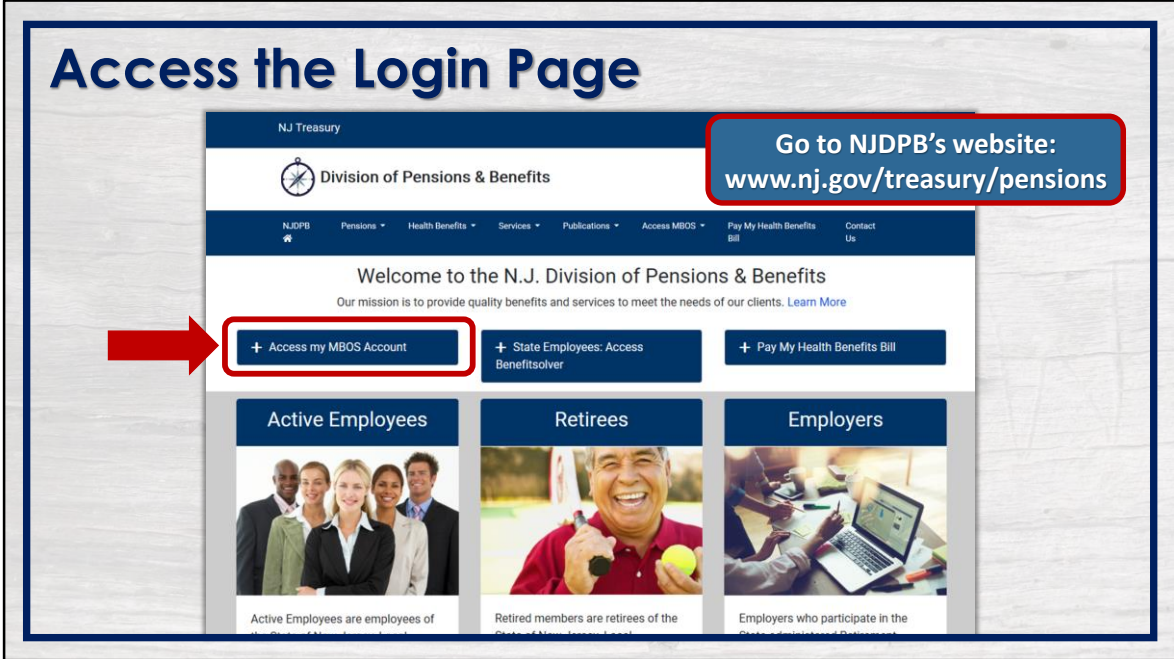 Access the Login Page
NJ Treasury
Go to NJDPB's website:
www.nj.gov/treasury/pensions
Division of Pensions & Benefits
NJDPB Pensions Health Benefits Services Publications Access MBOS Pay My Health Benefits Bill Contact Us
Welcome to the N.J. Division of Pensions & Benefits
Our mission is to provide quality benefits and services to meet the needs of our clients. Learn More
+ Access my MBOS Account
+ State Employees: Access
Benefitsolver
+ Pay My Health Benefits Bill
Active Employees
Retirees
Employers
Active Employees are employees of
Retired members are retirees of the
Employers who participate in the